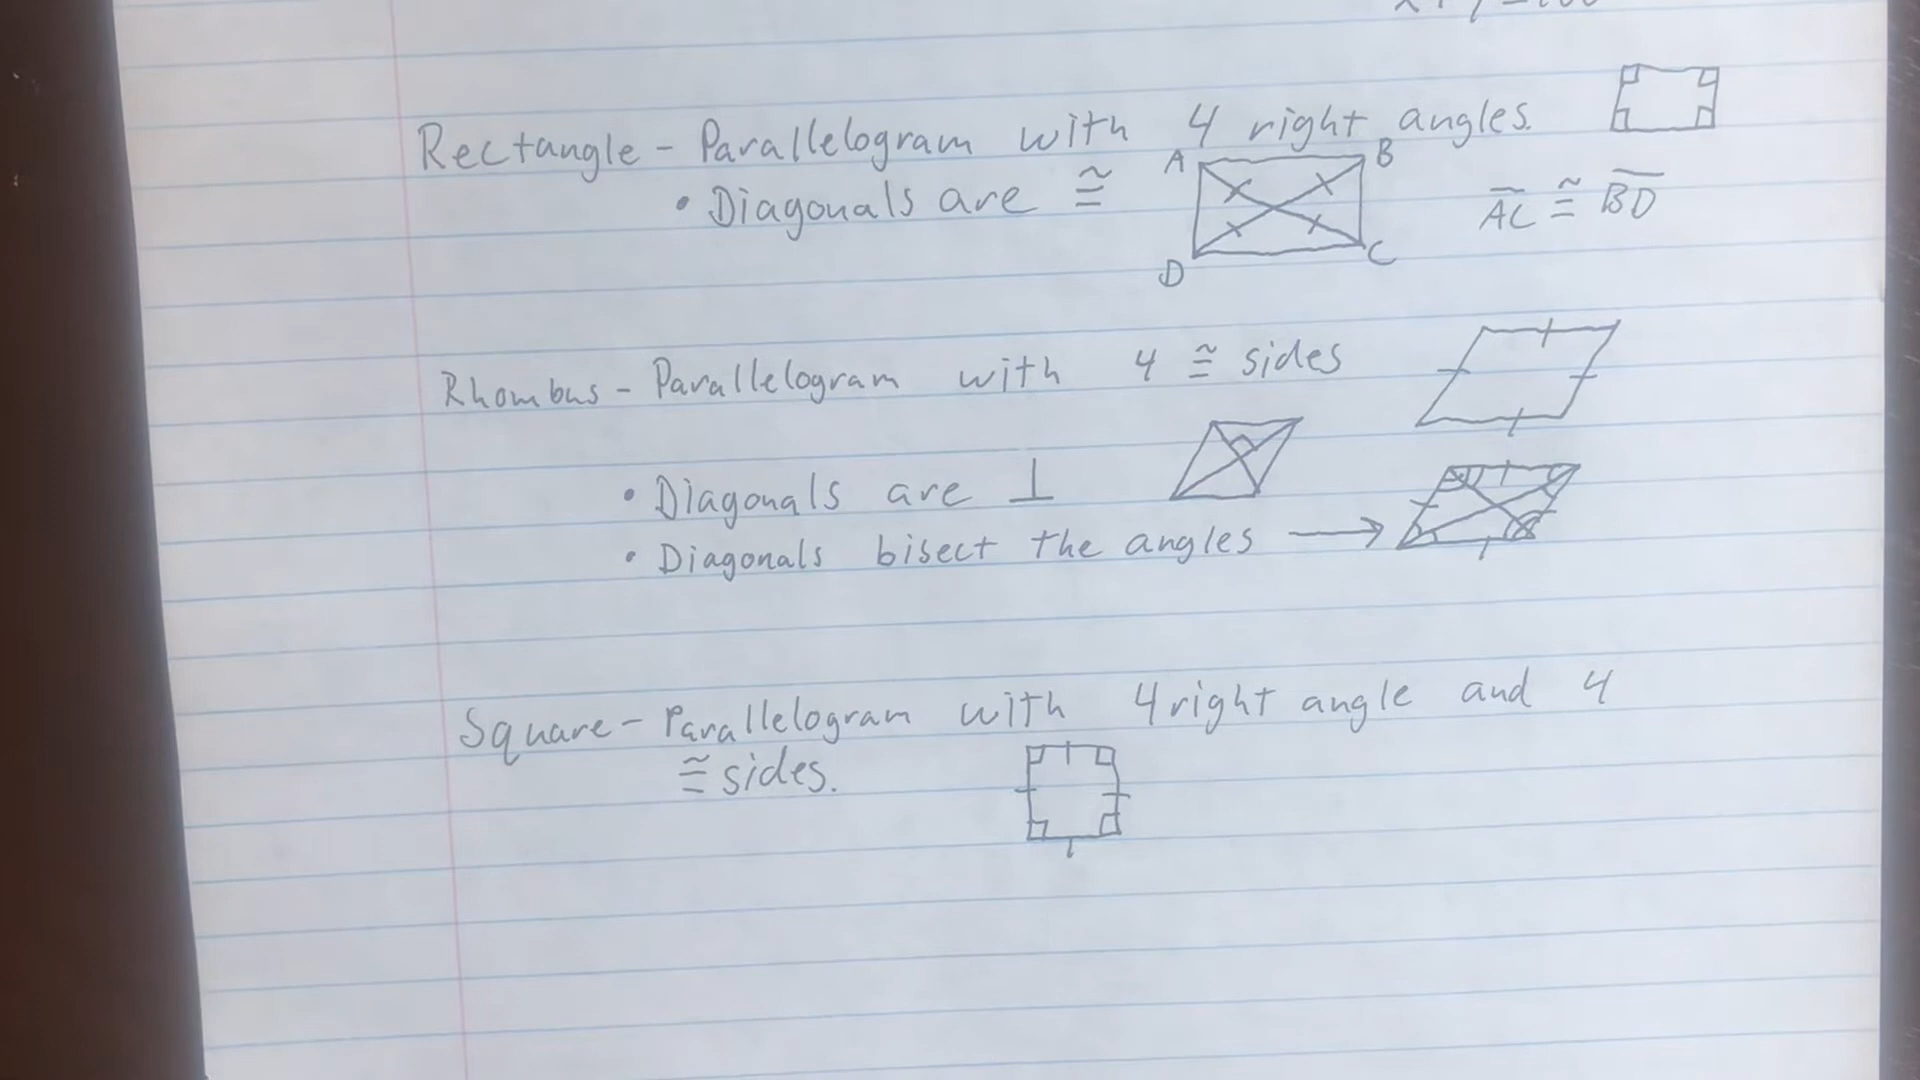 Rectangle - Parallelogram with 4 right angles.
• Diagonals are ≅
A B
D C
AC ≅ BD
Rhombus - Parallelogram with 4 ≅ sides
• Diagonals are ⊥
• Diagonals bisect the angles →
Square - Parallelogram with 4 right angle and 4
≅ sides.